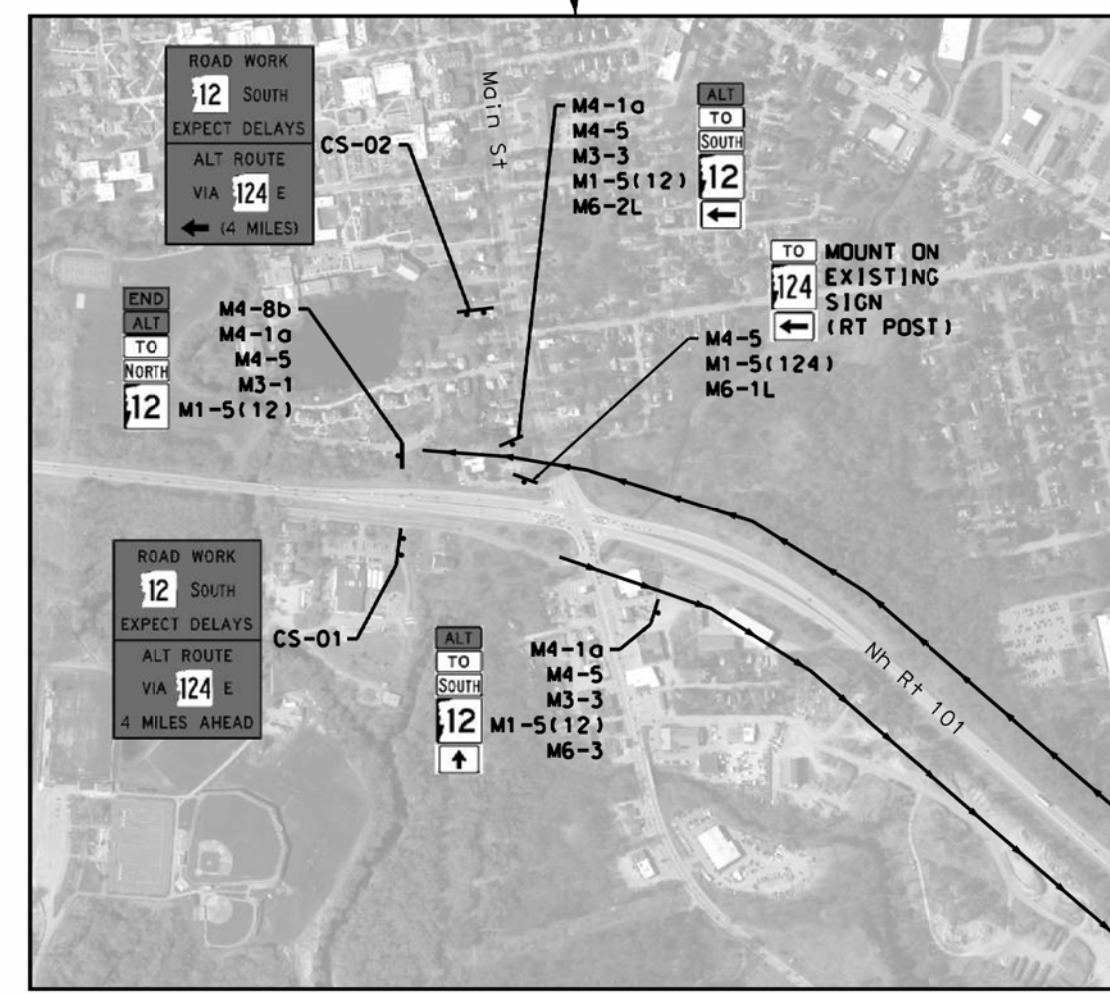 ROAD WORK
12 SOUTH
EXPECT DELAYS
ALT ROUTE
VIA 124 E
(4 MILES)
CS-02
Main St
M4-1a
M4-5
M3-3
M1-5(12)
M6-2L
ALT
TO
SOUTH
12
TO
124
MOUNT ON
EXISTING
SIGN
(RT POST)
M4-5
M1-5(124)
M6-1L
END
ALT
TO
NORTH
12
M4-8b
M4-1a
M4-5
M3-1
M1-5(12)
ROAD WORK
12 SOUTH
EXPECT DELAYS
ALT ROUTE
VIA 124 E
4 MILES AHEAD
CS-01
ALT
TO
SOUTH
12
M4-1a
M4-5
M3-3
M1-5(12)
M6-3
Nh Rt 101